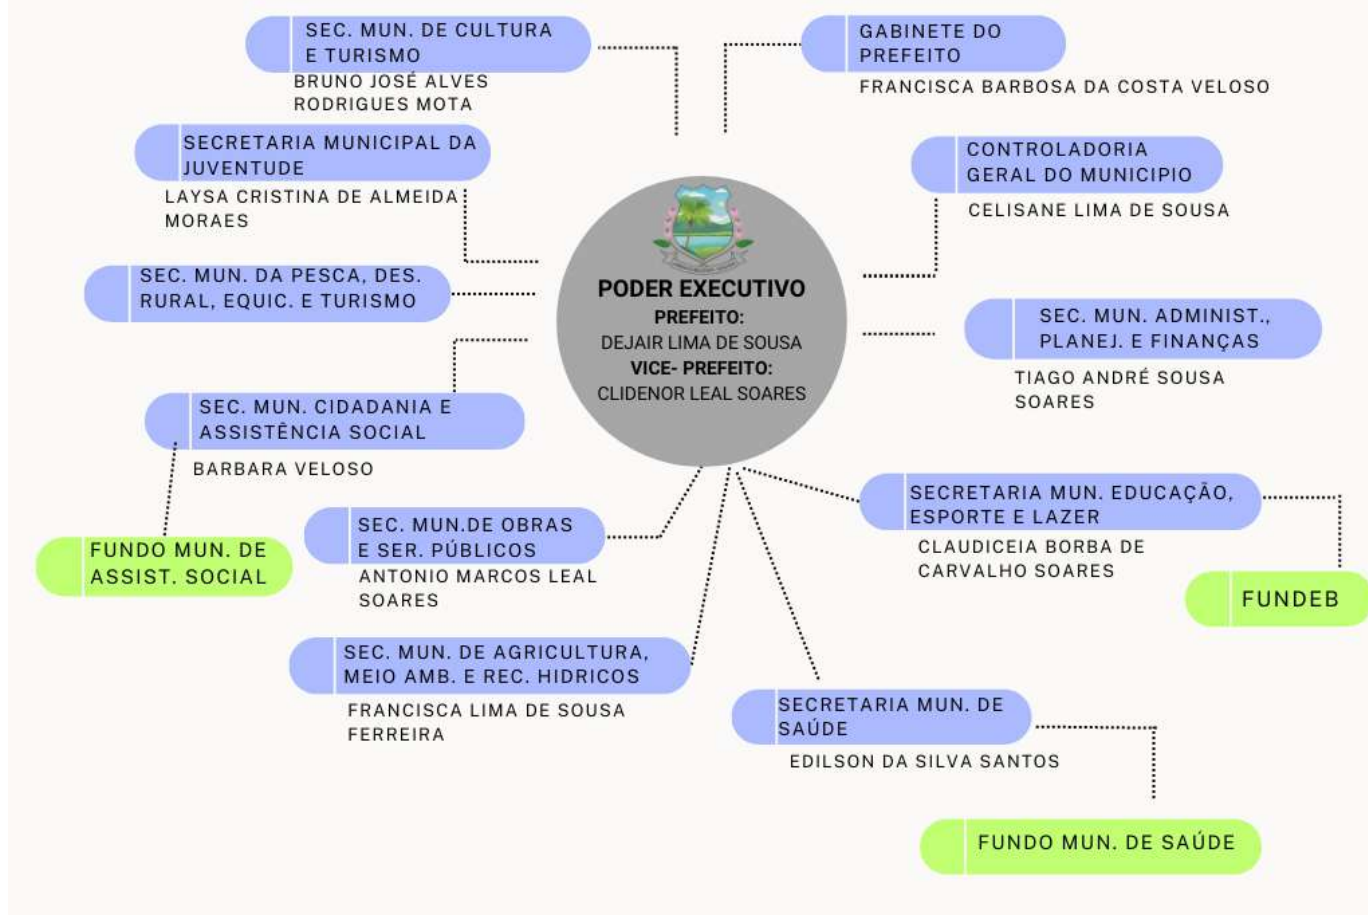 SEC. MUN. DE CULTURA
E TURISMO
BRUNO JOSÉ ALVES
RODRIGUES MOTA
GABINETE DO
PREFEITO
FRANCISCA BARBOSA DA COSTA VELOSO
SECRETARIA MUNICIPAL DA
JUVENTUDE
LAYSA CRISTINA DE ALMEIDA
MORAES
CONTROLADORIA
GERAL DO MUNICIPIO
CELISANE LIMA DE SOUSA
SEC. MUN. DA PESCA, DES.
RURAL, EQUIC. E TURISMO
PODER EXECUTIVO
PREFEITO:
DEJAIR LIMA DE SOUSA
VICE- PREFEITO:
CLIDENOR LEAL SOARES
SEC. MUN. ADMINIST.,
PLANEJ. E FINANÇAS
TIAGO ANDRÉ SOUSA
SOARES
SEC. MUN. CIDADANIA E
ASSISTÊNCIA SOCIAL
BARBARA VELOSO
FUNDO MUN. DE
ASSIST. SOCIAL
SEC. MUN.DE OBRAS
E SER. PÚBLICOS
ANTONIO MARCOS LEAL
SOARES
SECRETARIA MUN. EDUCAÇÃO,
ESPORTE E LAZER
CLAUDICEIA BORBA DE
CARVALHO SOARES
FUNDEB
SEC. MUN. DE AGRICULTURA,
MEIO AMB. E REC. HIDRICOS
FRANCISCA LIMA DE SOUSA
FERREIRA
SECRETARIA MUN. DE
SAÚDE
EDILSON DA SILVA SANTOS
FUNDO MUN. DE SAÚDE